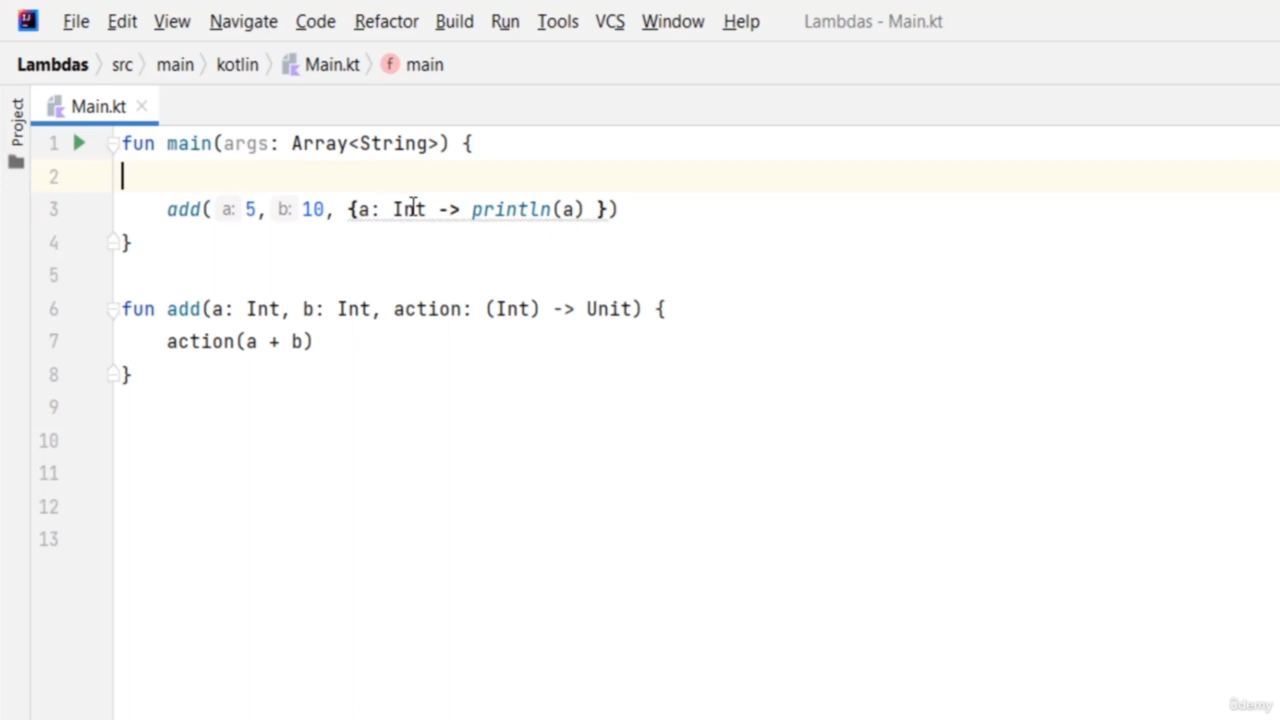 File Edit View Navigate Code Refactor Build Run Tools VCS Window Help Lambdas - Main.kt
Lambdas src main kotlin Main.kt main
Project
Main.kt
1 fun main(args: Array<String>) {
2
3 add( a: 5, b: 10, {a: Int -> println(a) })
4 }
5
6 fun add(a: Int, b: Int, action: (Int) -> Unit) {
7 action(a + b)
8 }
9
10
11
12
13
ûdemy